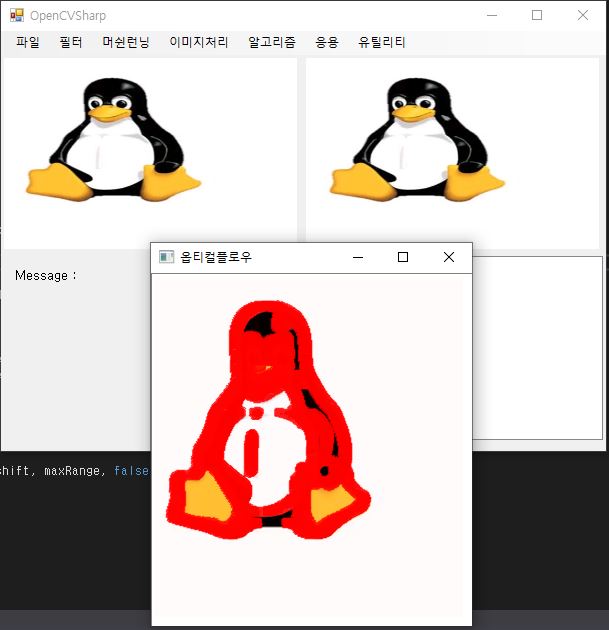 OpenCVSharp
파일 필터 머쉰런닝 이미지처리 알고리즘 응용 유틸리티
옵티컬플로우
Message :
shift, maxRange, false